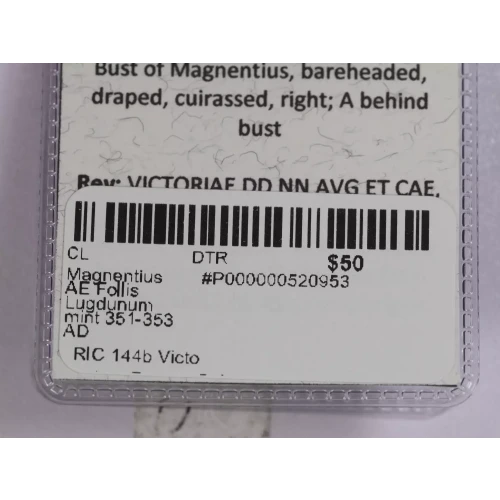 Bust of Magnentius, bareheaded,
draped, cuirassed, right; A behind
bust
Rev: VICTORIAE DD NN AVG ET CAE,
CL DTR $50
Magnentius #P000000520953
AE Follis
Lugdunum
mint 351-353
AD
RIC 144b Victo